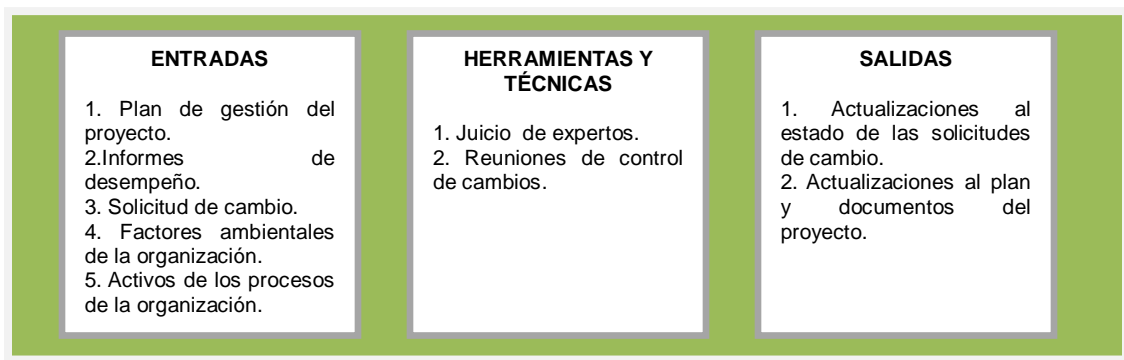 ENTRADAS
1. Plan de gestión del
proyecto.
2.Informes de
desempeño.
3. Solicitud de cambio.
4. Factores ambientales
de la organización.
5. Activos de los procesos
de la organización.
HERRAMIENTAS Y
TÉCNICAS
1. Juicio de expertos.
2. Reuniones de control
de cambios.
SALIDAS
1. Actualizaciones al
estado de las solicitudes
de cambio.
2. Actualizaciones al plan
y documentos del
proyecto.